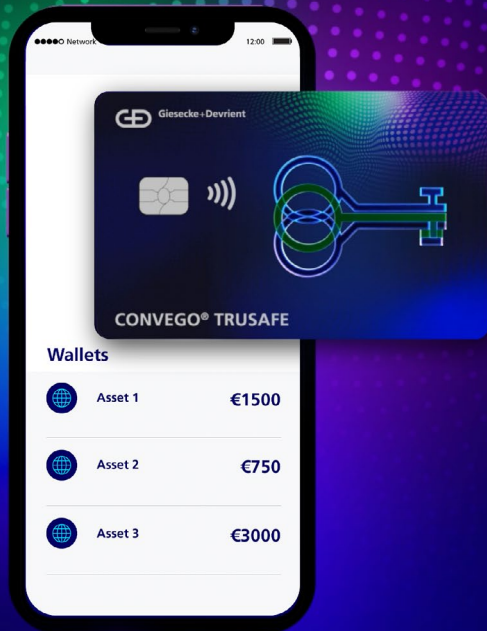 Network
12:00
Giesecke+Devrient
CONVEGO® TRUSAFE
Wallets
Asset 1 €1500
Asset 2 €750
Asset 3 €3000